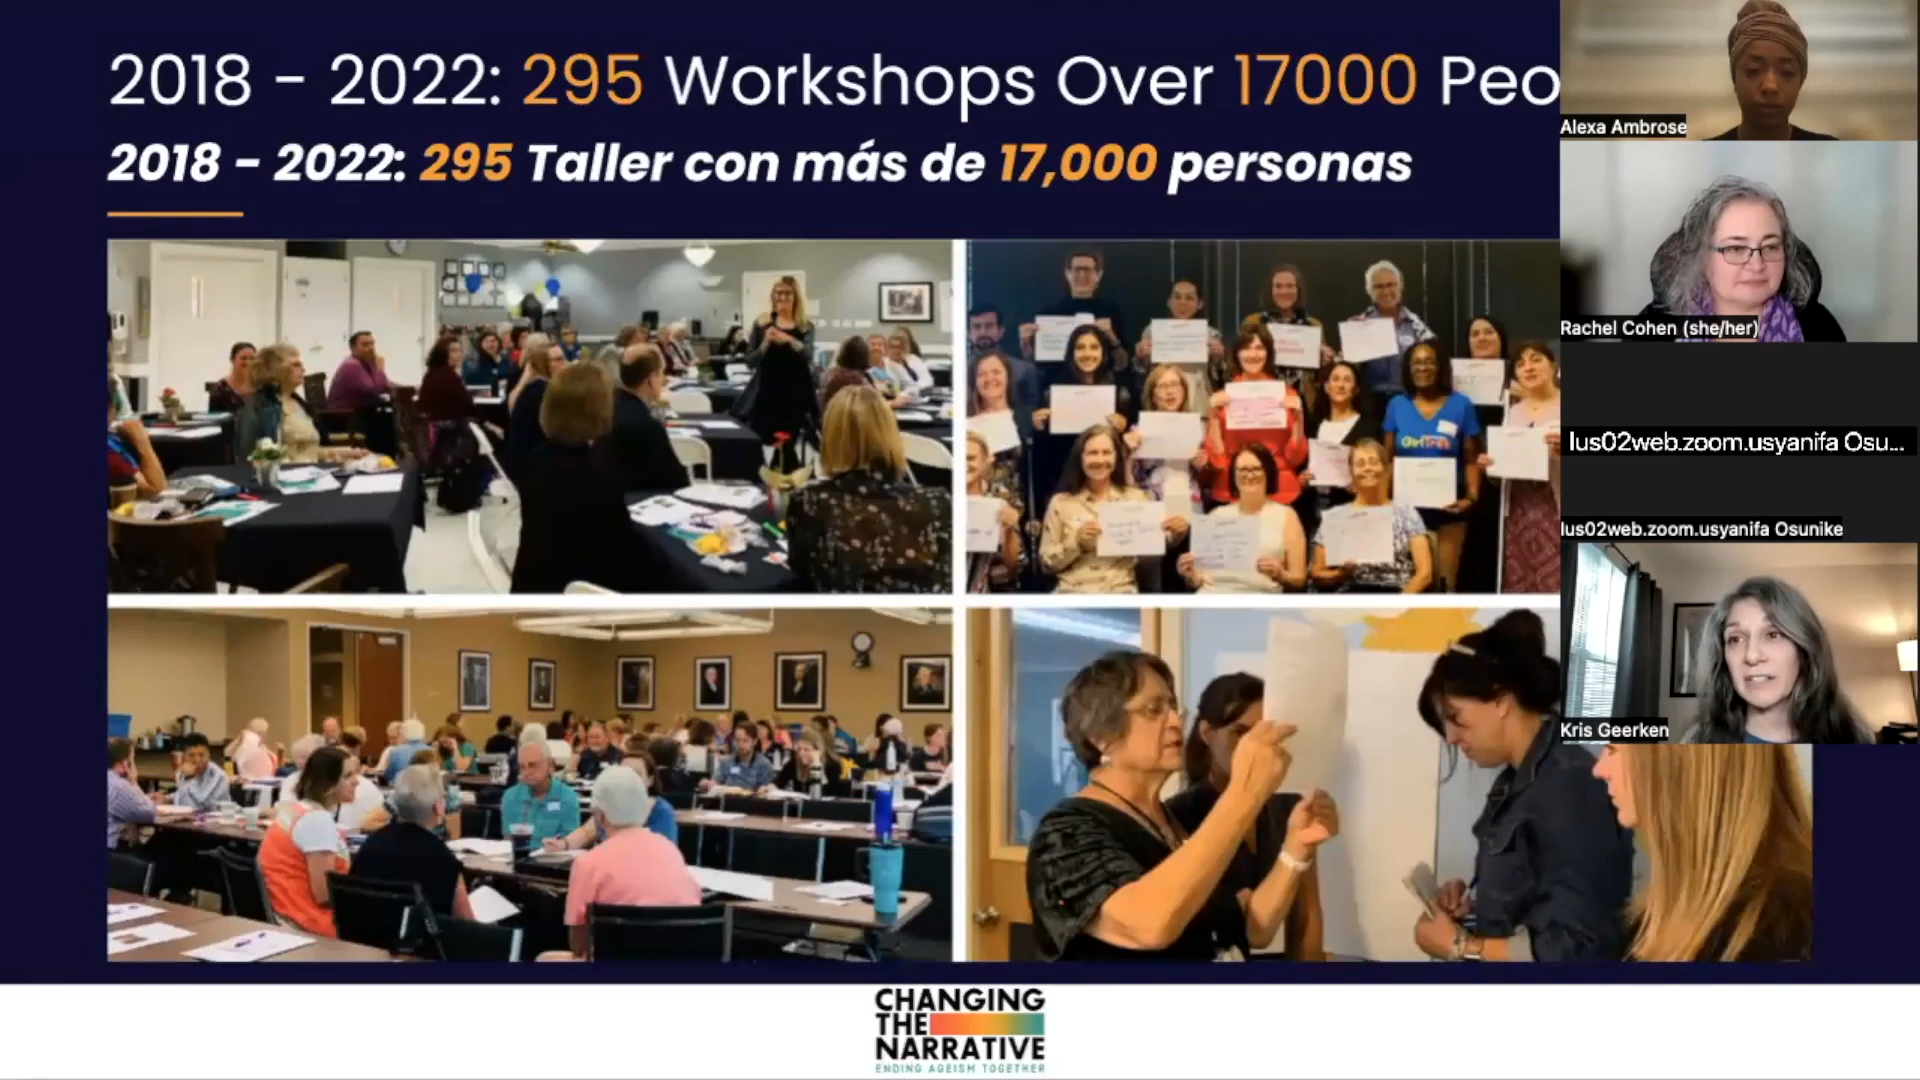 2018 - 2022: 295 Workshops Over 17000 Peo
2018 - 2022: 295 Taller con más de 17,000 personas
Alexa Ambrose
Rachel Cohen (she/her)
lus02web.zoom.usyanifa Osu...
lus02web.zoom.usyanifa Osunike
Kris Geerken
CHANGING
THE
NARRATIVE
ENDING AGEISM TOGETHER